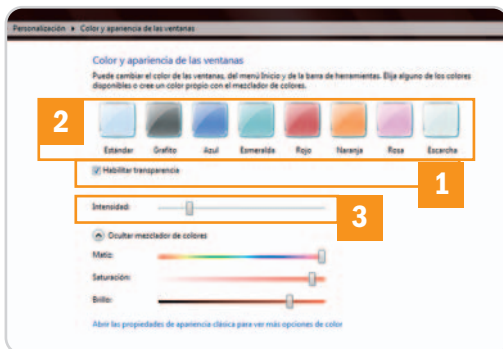 Personalización ▸ Color y apariencia de las ventanas
Color y apariencia de las ventanas
Puede cambiar el color de las ventanas, del menú Inicio y de la barra de herramientas. Elija alguno de los colores
disponibles o cree un color propio con el mezclador de colores.
2
Estándar Grafito Azul Esmeralda Rojo Naranja Rosa Escarcha
Habilitar transparencia
1
Intensidad:
3
Ocultar mezclador de colores
Matiz:
Saturación:
Brillo:
Abrir las propiedades de apariencia clásica para ver más opciones de color